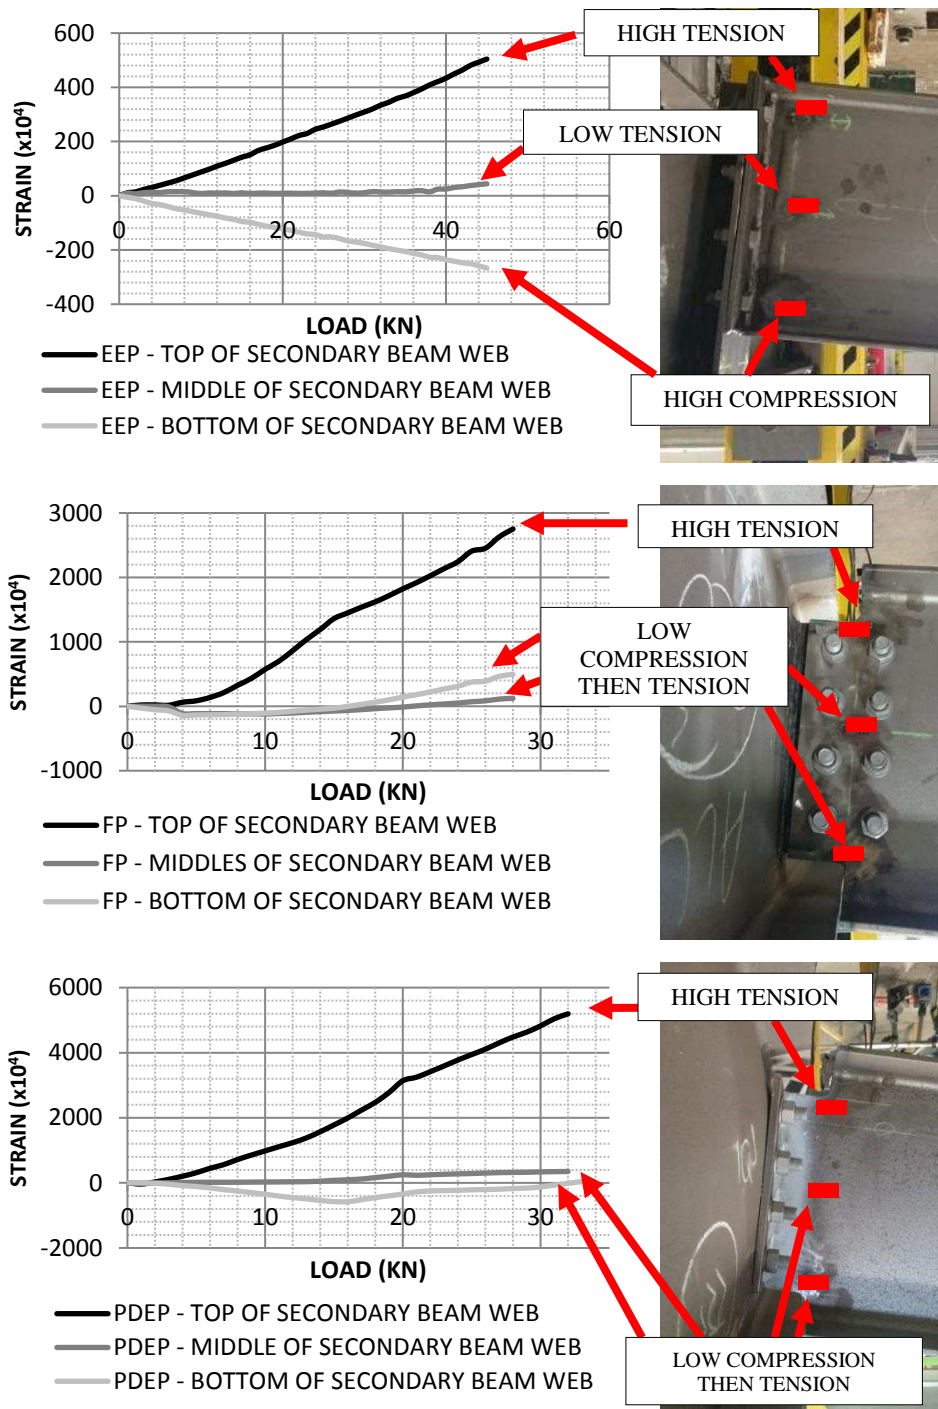 600
400
200
0
-200
-400
STRAIN (x10⁴)
0
20
40
60
LOAD (KN)
HIGH TENSION
LOW TENSION
HIGH COMPRESSION
EEP - TOP OF SECONDARY BEAM WEB
EEP - MIDDLE OF SECONDARY BEAM WEB
EEP - BOTTOM OF SECONDARY BEAM WEB
3000
2000
1000
0
-1000
STRAIN (x10⁴)
0
10
20
30
LOAD (KN)
HIGH TENSION
LOW
COMPRESSION
THEN TENSION
FP - TOP OF SECONDARY BEAM WEB
FP - MIDDLES OF SECONDARY BEAM WEB
FP - BOTTOM OF SECONDARY BEAM WEB
6000
4000
2000
0
-2000
STRAIN (x10⁴)
0
10
20
30
LOAD (KN)
HIGH TENSION
PDEP - TOP OF SECONDARY BEAM WEB
PDEP - MIDDLE OF SECONDARY BEAM WEB
PDEP - BOTTOM OF SECONDARY BEAM WEB
LOW COMPRESSION
THEN TENSION